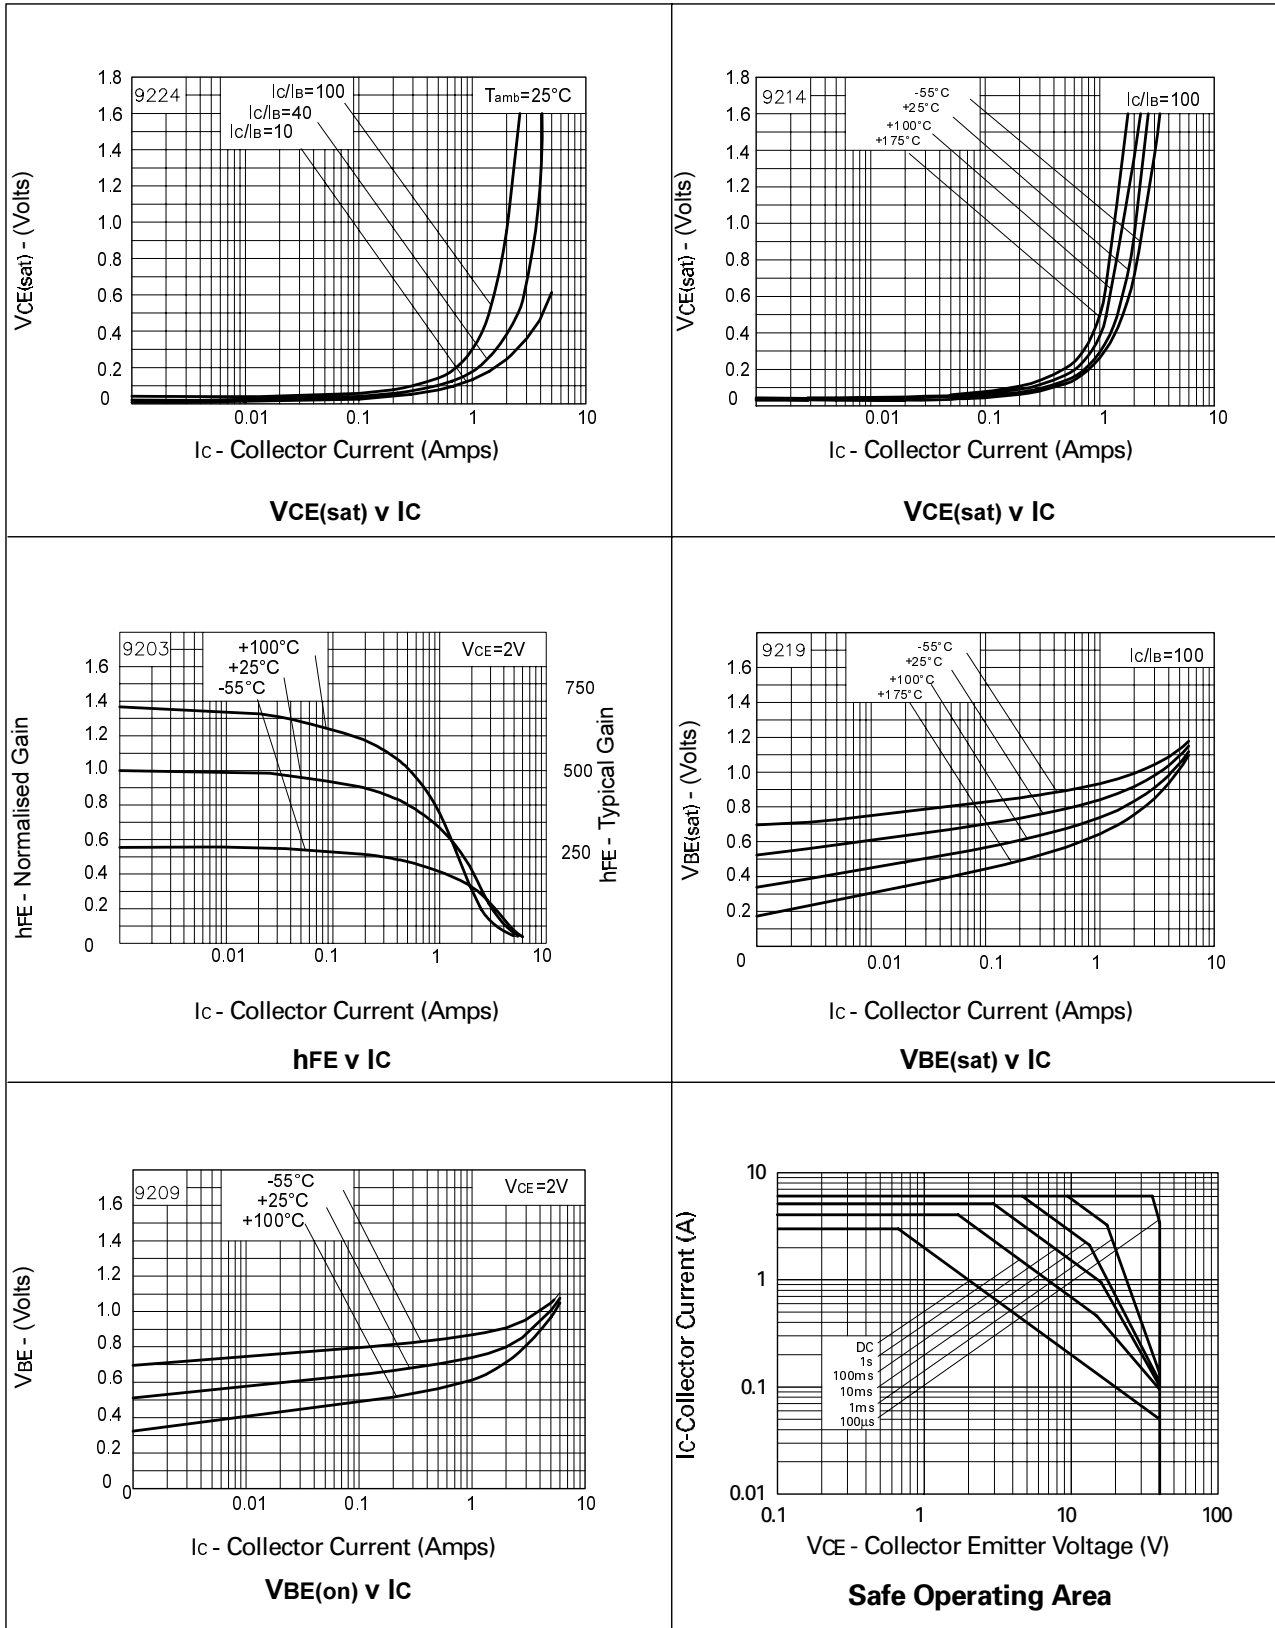 9224
IC/IB=100
IC/IB=40
IC/IB=10
Tamb=25°C
1.8
1.6
1.4
1.2
1.0
0.8
0.6
0.4
0.2
0
0.01
0.1
1
10
VCE(sat) - (Volts)
IC - Collector Current (Amps)
VCE(sat) v IC
9214
-55°C
+25°C
+100°C
+175°C
IC/IB=100
1.8
1.6
1.4
1.2
1.0
0.8
0.6
0.4
0.2
0
0.01
0.1
1
10
VCE(sat) - (Volts)
IC - Collector Current (Amps)
VCE(sat) v IC
9203
+100°C
+25°C
-55°C
VCE=2V
1.6
1.4
1.2
1.0
0.8
0.6
0.4
0.2
0
750
500
250
0.01
0.1
1
10
hFE - Normalised Gain
hFE - Typical Gain
IC - Collector Current (Amps)
hFE v IC
9219
-55°C
+25°C
+100°C
+175°C
IC/IB=100
1.6
1.4
1.2
1.0
0.8
0.6
0.4
0.2
0
0.01
0.1
1
10
VBE(sat) - (Volts)
IC - Collector Current (Amps)
VBE(sat) v IC
9209
-55°C
+25°C
+100°C
VCE=2V
1.6
1.4
1.2
1.0
0.8
0.6
0.4
0.2
0
0
0.01
0.1
1
10
VBE - (Volts)
IC - Collector Current (Amps)
VBE(on) v IC
10
1
0.1
0.01
DC
1s
100ms
10ms
1ms
100µs
0.1
1
10
100
IC-Collector Current (A)
VCE - Collector Emitter Voltage (V)
Safe Operating Area